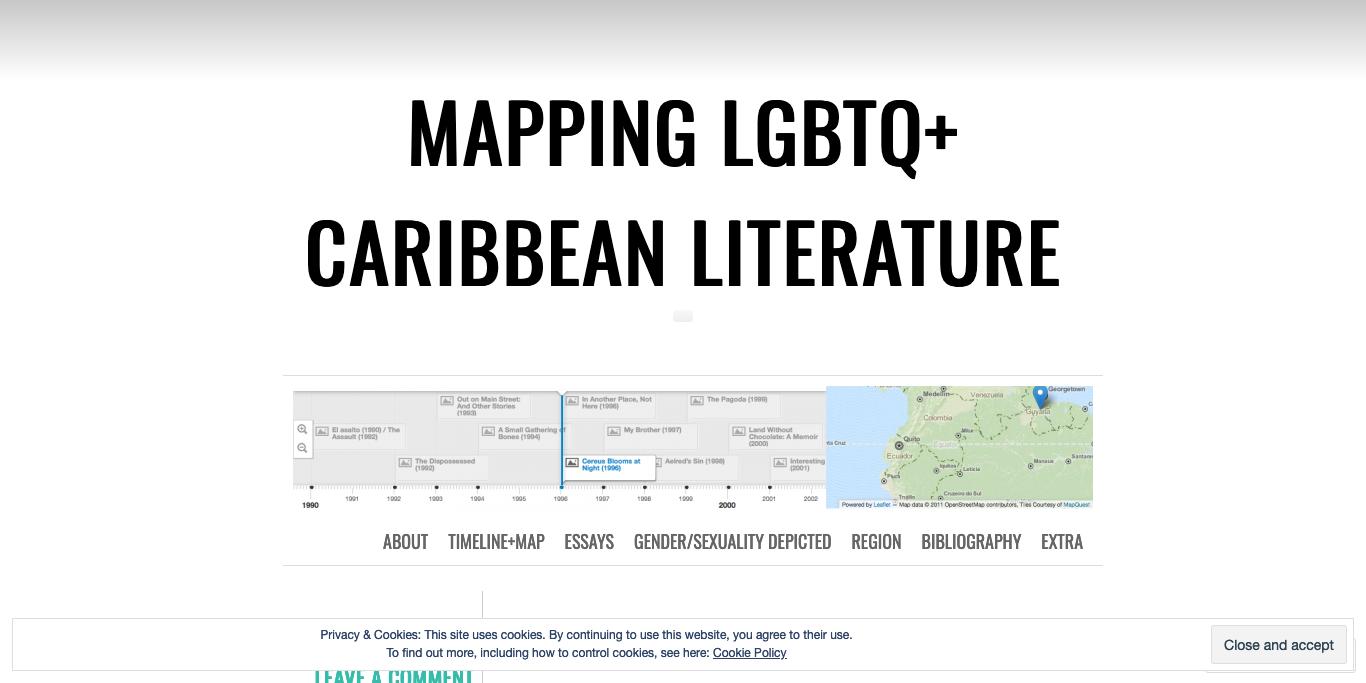 MAPPING LGBTQ+
CARIBBEAN LITERATURE
Out on Main Street:
And Other Stories
(1993)
In Another Place, Not
Here (1996)
The Pagoda (1999)
El asalto (1990) / The
Assault (1992)
A Small Gathering of
Bones (1994)
My Brother (1997)
Land Without
Chocolate: A Memoir
(2000)
The Dispossessed
(1992)
Cereus Blooms at
Night (1996)
Aelred's Sin (1998)
Interesting
(2001)
1990
1991
1992
1993
1994
1995
1996
1997
1998
1999
2000
2001
2002
Medellin
Venezuela
Georgetown
Guyana
Colombia
Quito
Mitu
Ecuador
Iquitos
Leticia
Manaus
Santarem
Piura
Trujillo
Cruzeiro do Sul
Powered by Leaflet — Map data © 2011 OpenStreetMap contributors, Tiles Courtesy of MapQuest
ABOUT TIMELINE+MAP ESSAYS GENDER/SEXUALITY DEPICTED REGION BIBLIOGRAPHY EXTRA
Privacy & Cookies: This site uses cookies. By continuing to use this website, you agree to their use.
To find out more, including how to control cookies, see here: Cookie Policy
Close and accept
LEAVE A COMMENT